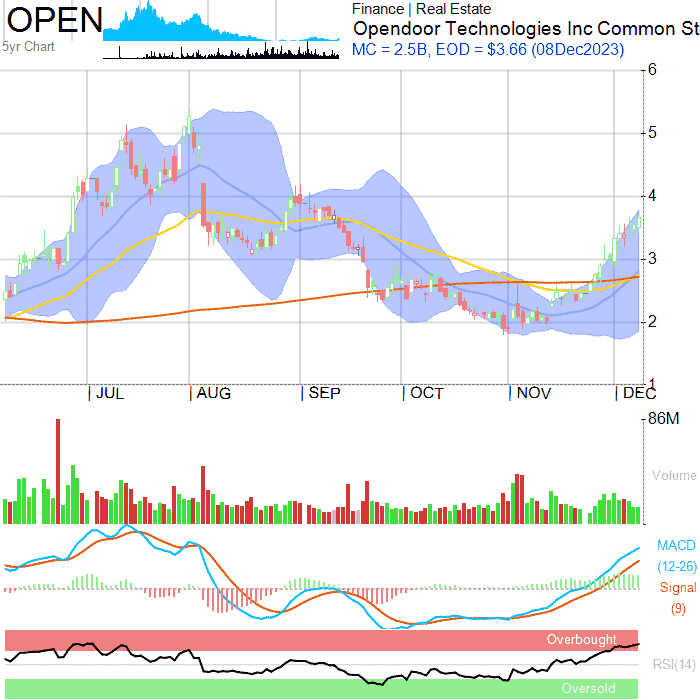 OPEN
5yr Chart
Finance | Real Estate
Opendoor Technologies Inc Common St
MC = 2.5B, EOD = $3.66 (08Dec2023)
6
5
4
3
2
1
JUL AUG SEP OCT NOV DEC
86M
Volume
MACD
(12-26)
Signal
(9)
Overbought
RSI(14)
Oversold